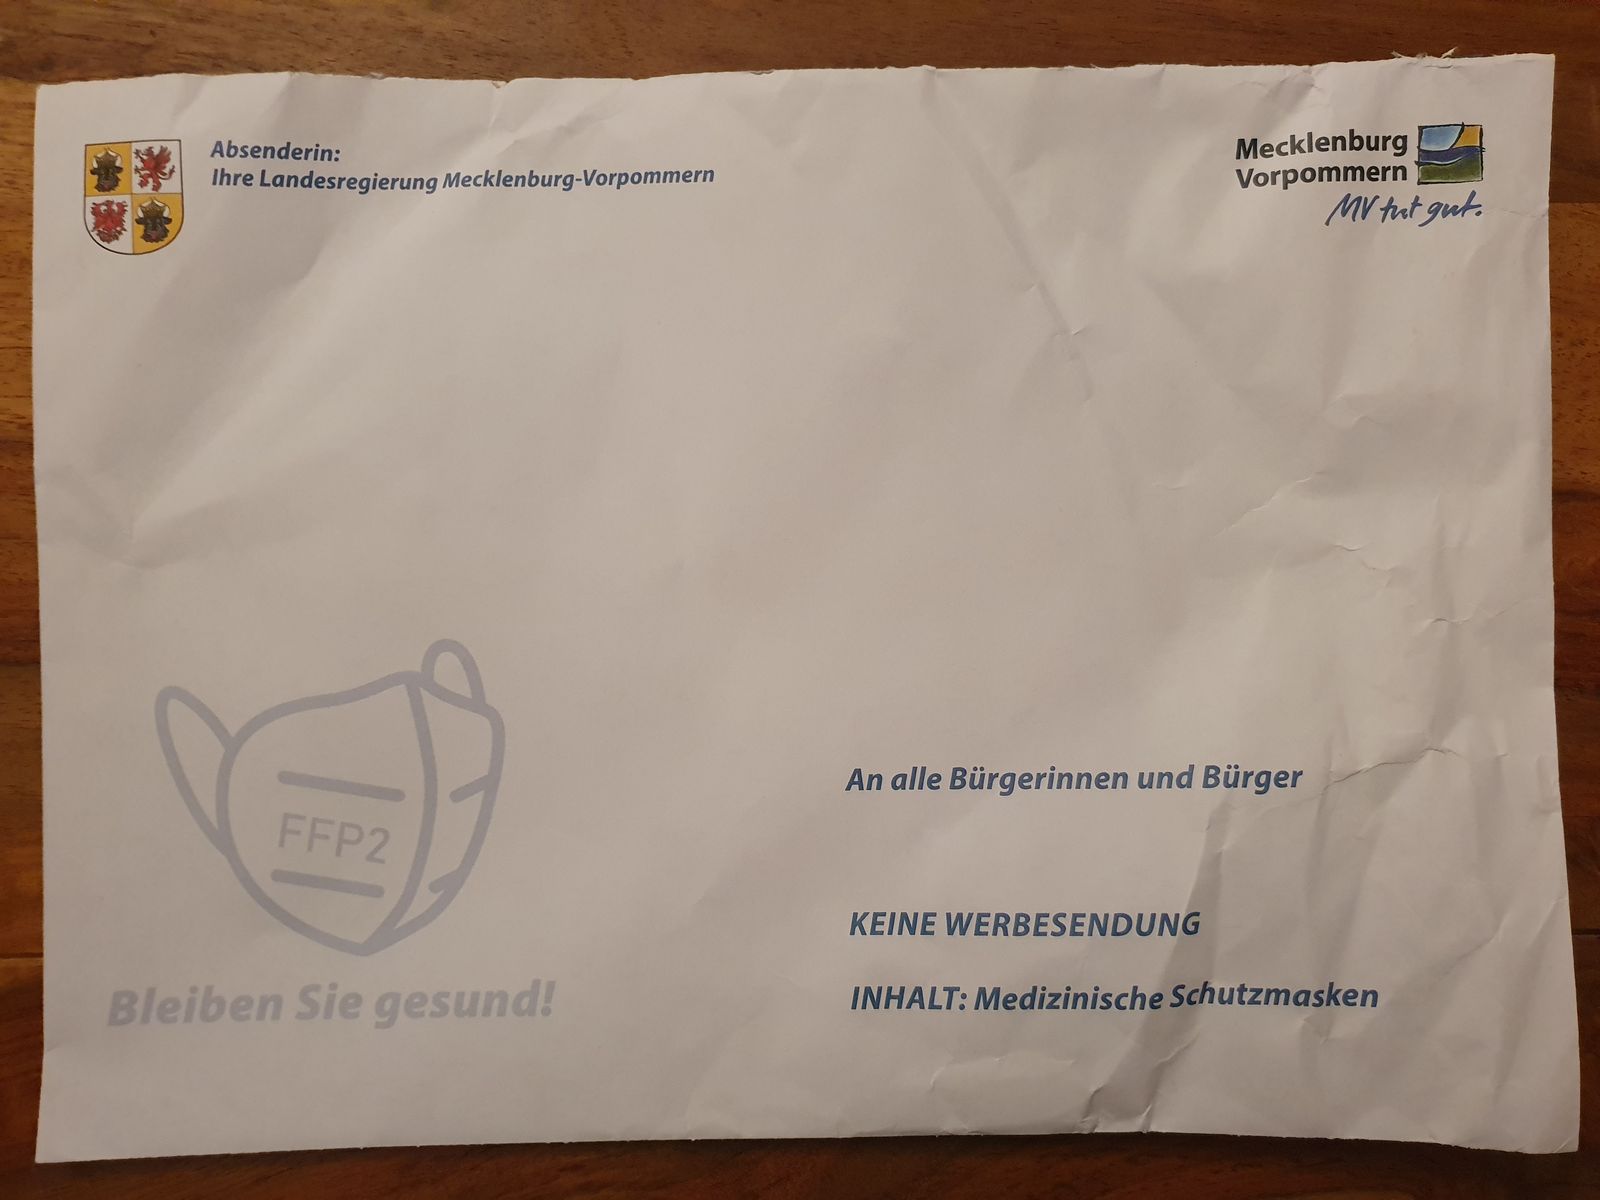 Absenderin:
Ihre Landesregierung Mecklenburg-Vorpommern
Mecklenburg
Vorpommern
MV tut gut.
FFP2
Bleiben Sie gesund!
An alle Bürgerinnen und Bürger
KEINE WERBESENDUNG
INHALT: Medizinische Schutzmasken